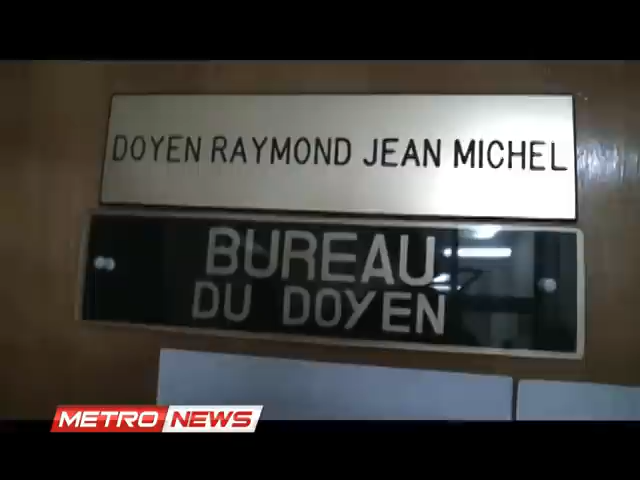 DOYEN RAYMOND JEAN MICHEL
BUREAU
DU DOYEN
METRO NEWS